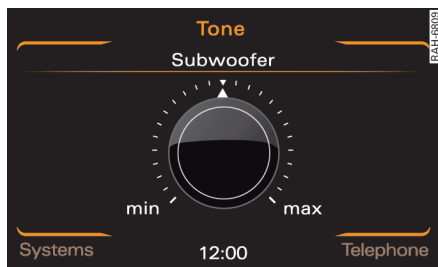 Tone
RAH-6809
Subwoofer
min
max
Systems
12:00
Telephone